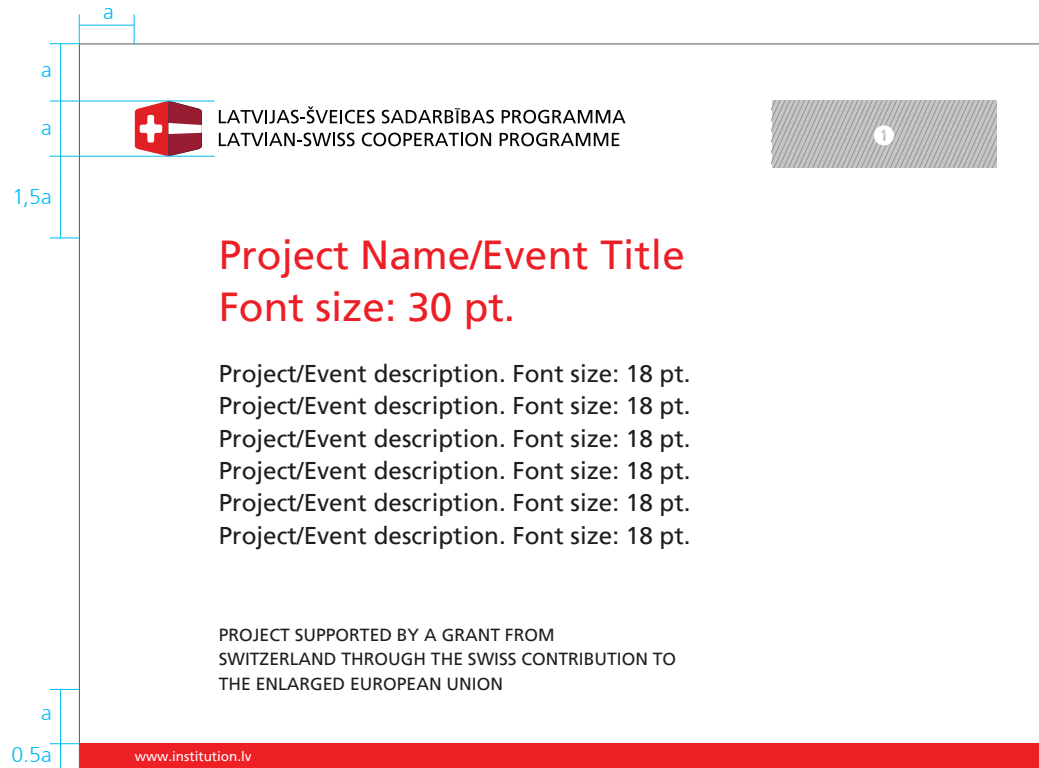 a
a
a
LATVIJAS-ŠVEICES SADARBĪBAS PROGRAMMA
LATVIAN-SWISS COOPERATION PROGRAMME
1
1,5a
Project Name/Event Title
Font size: 30 pt.
Project/Event description. Font size: 18 pt.
Project/Event description. Font size: 18 pt.
Project/Event description. Font size: 18 pt.
Project/Event description. Font size: 18 pt.
Project/Event description. Font size: 18 pt.
Project/Event description. Font size: 18 pt.
PROJECT SUPPORTED BY A GRANT FROM
SWITZERLAND THROUGH THE SWISS CONTRIBUTION TO
THE ENLARGED EUROPEAN UNION
a
0.5a
www.institution.lv